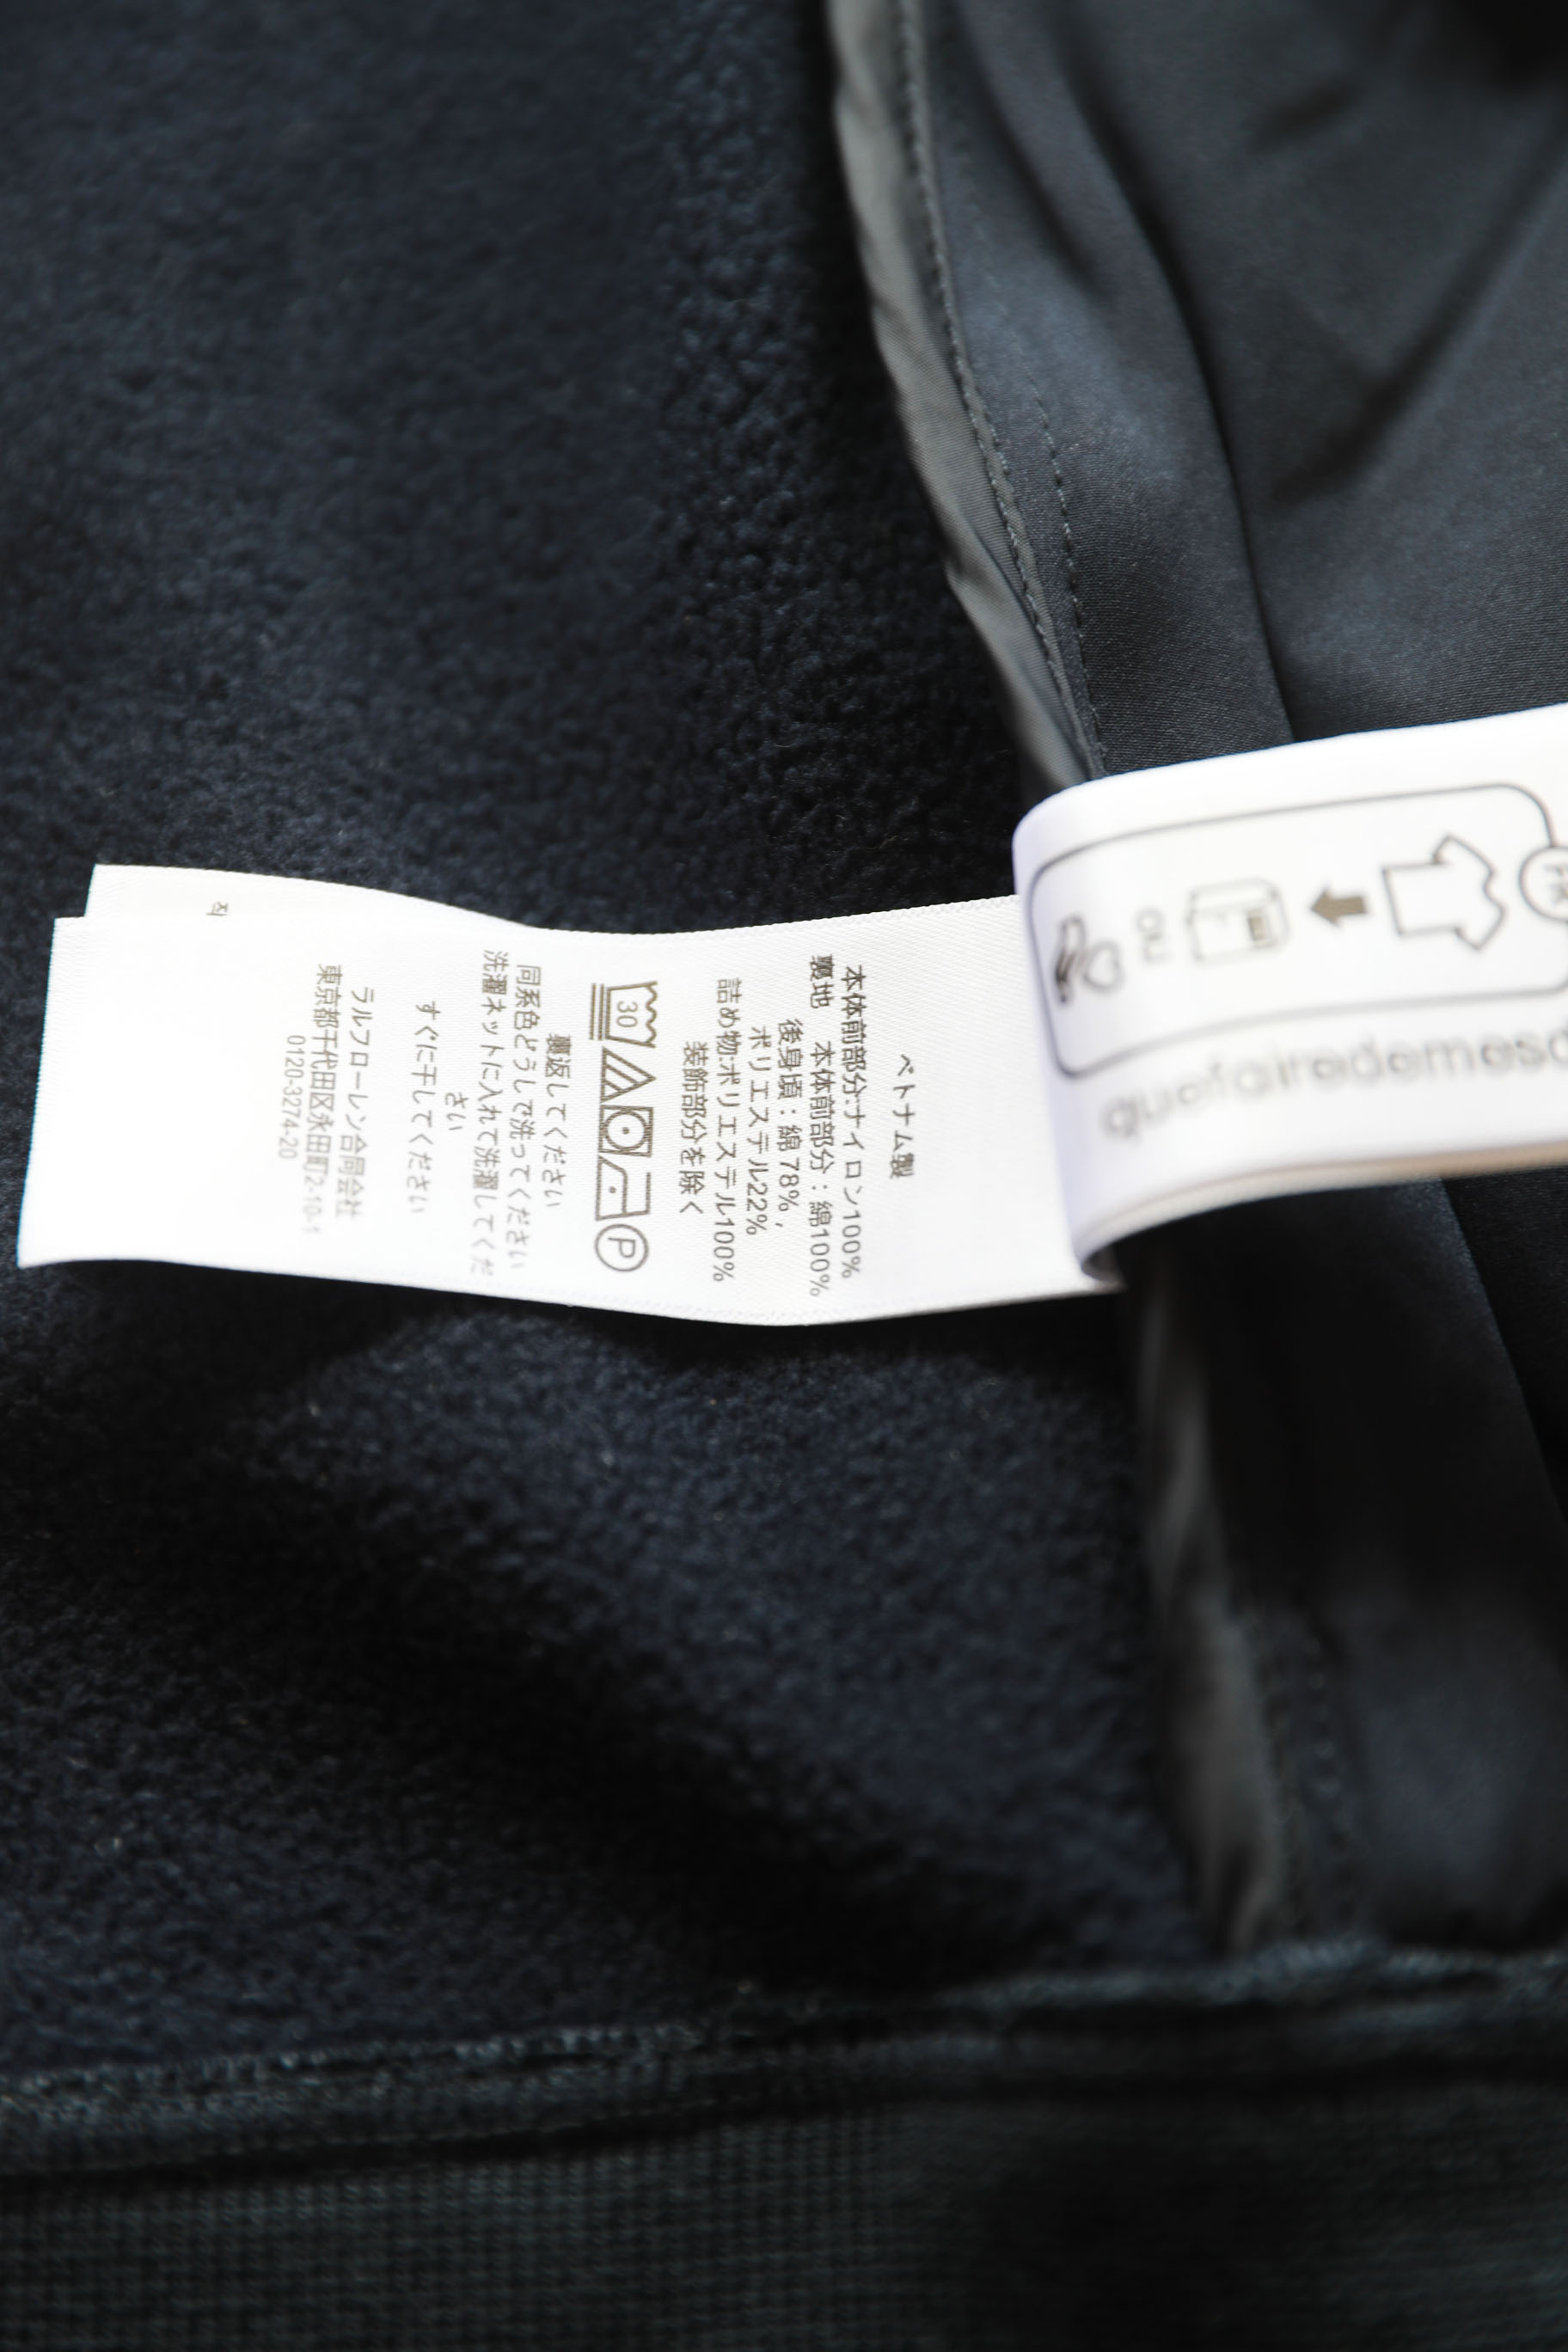 ベトナム製
本体前部分:ナイロン100%
裏地 本体前部分：綿100%
後身頃：綿 78%,
ポリエステル22%
詰め物:ポリエステル100%
装飾部分を除く
30
P
裏返してください
同系色どうしで洗ってください
洗濯ネットに入れて洗濯してくだ
さい
すぐに干してください
ラルフローレン合同会社
東京都千代田区永田町2-10-1
0120-3274-20
ou
quefairedemesd